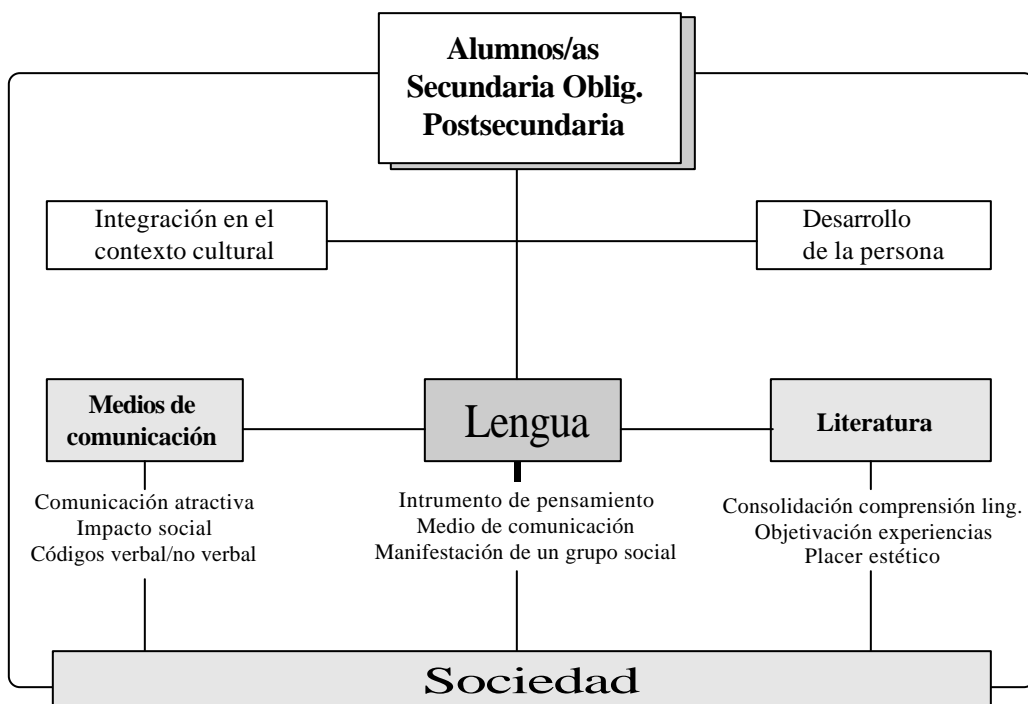 Alumnos/as
Secundaria Oblig.
Postsecundaria
Integración en el
contexto cultural
Desarrollo
de la persona
Medios de
comunicación
Lengua
Literatura
Comunicación atractiva
Impacto social
Códigos verbal/no verbal
Intrumento de pensamiento
Medio de comunicación
Manifestación de un grupo social
Consolidación comprensión ling.
Objetivación experiencias
Placer estético
Sociedad